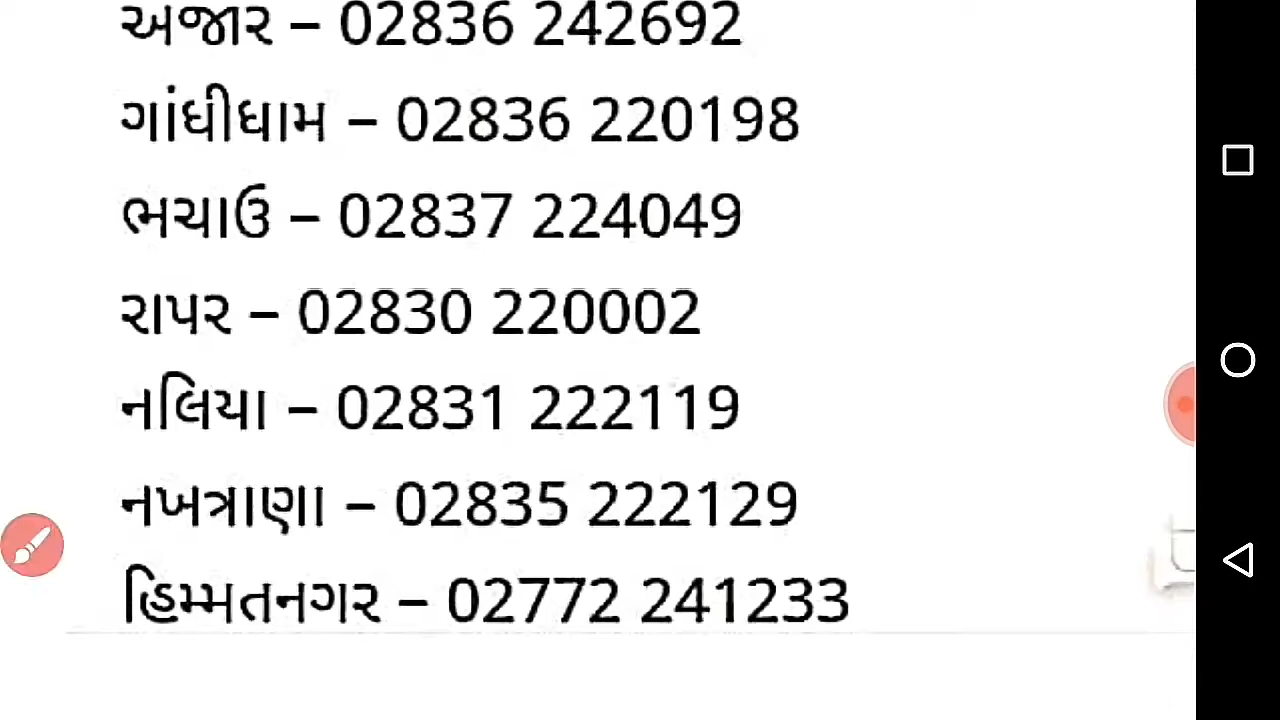 અજાર – 02836 242692
ગાંધીધામ – 02836 220198
ભચાઉ – 02837 224049
રાપર – 02830 220002
નલિયા – 02831 222119
નખત્રાણા – 02835 222129
હિમ્મતનગર – 02772 241233